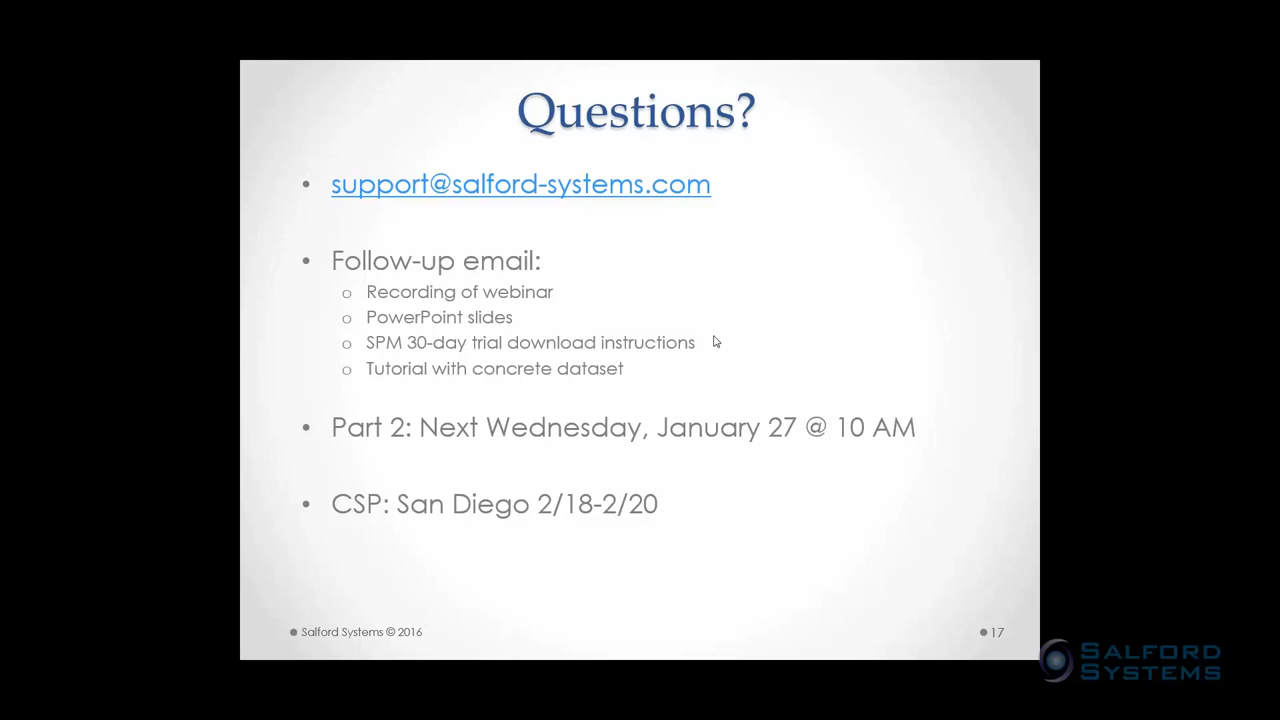 Questions?
• support@salford-systems.com
• Follow-up email:
o Recording of webinar
o PowerPoint slides
o SPM 30-day trial download instructions
o Tutorial with concrete dataset
• Part 2: Next Wednesday, January 27 @ 10 AM
• CSP: San Diego 2/18-2/20
• Salford Systems © 2016
• 17
SALFORD
SYSTEMS